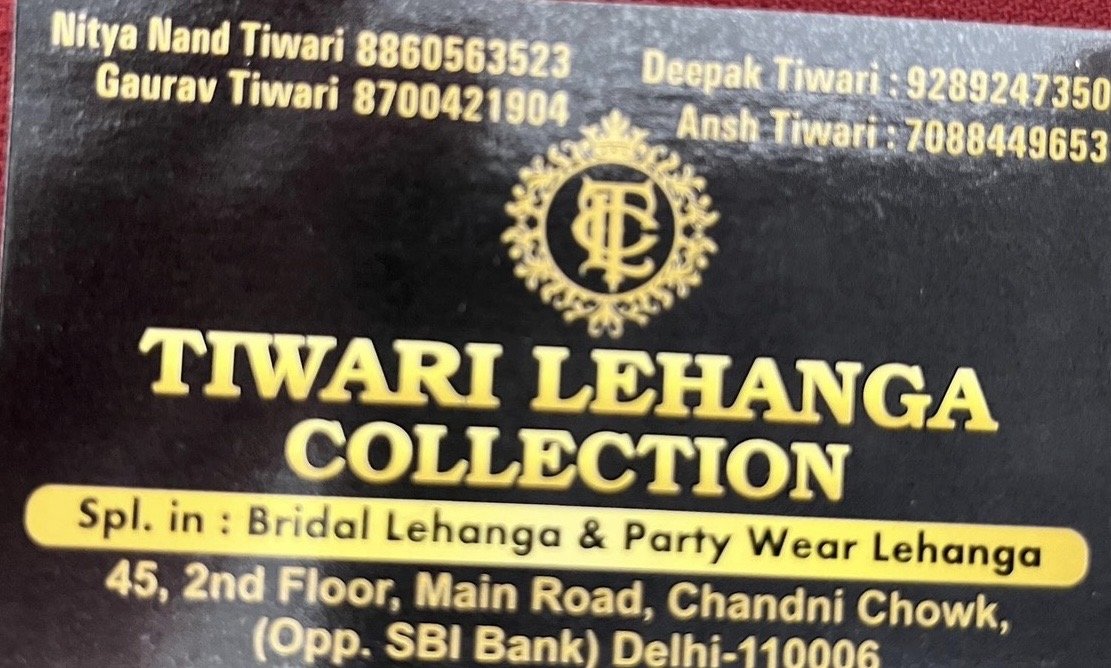 Nitya Nand Tiwari 8860563523
Gaurav Tiwari 8700421904
Deepak Tiwari : 9289247350
Ansh Tiwari : 7088449653
TLC
TIWARI LEHANGA
COLLECTION
Spl. in : Bridal Lehanga & Party Wear Lehanga
45, 2nd Floor, Main Road, Chandni Chowk,
(Opp. SBI Bank) Delhi-110006